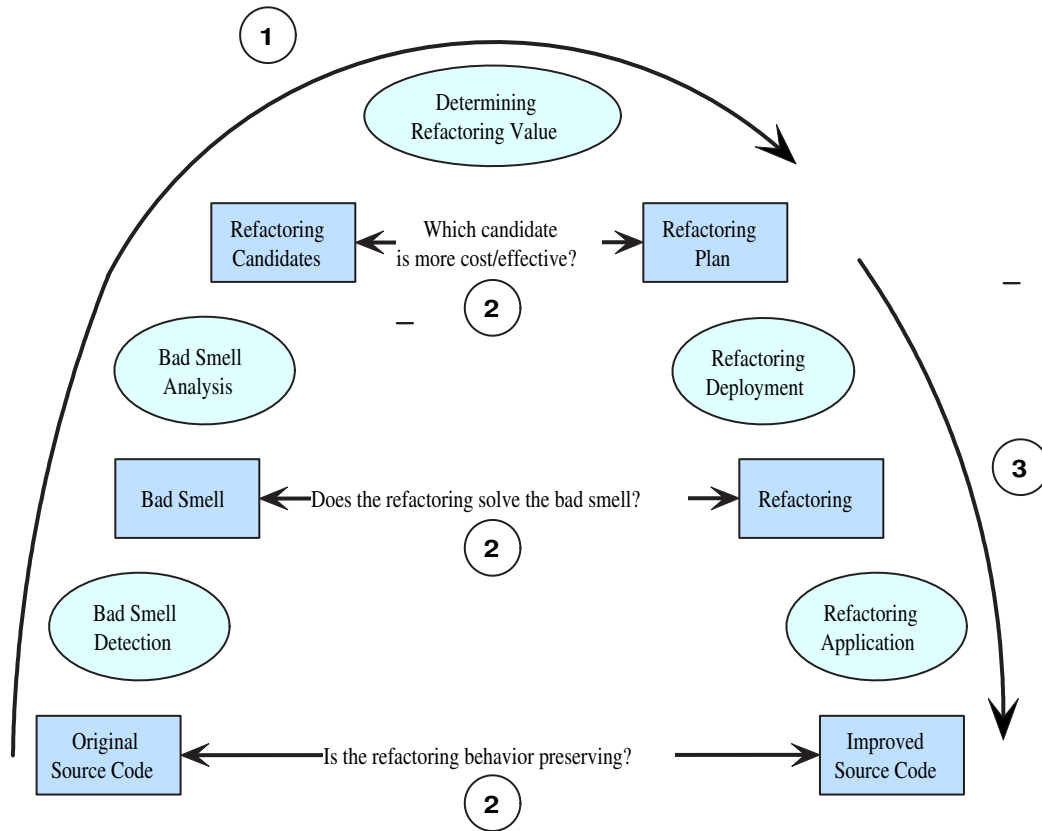 1
Determining
Refactoring Value
Refactoring
Candidates
Which candidate
is more cost/effective?
Refactoring
Plan
2
Bad Smell
Analysis
Refactoring
Deployment
3
Bad Smell
Does the refactoring solve the bad smell?
Refactoring
2
Bad Smell
Detection
Refactoring
Application
Original
Source Code
Is the refactoring behavior preserving?
Improved
Source Code
2